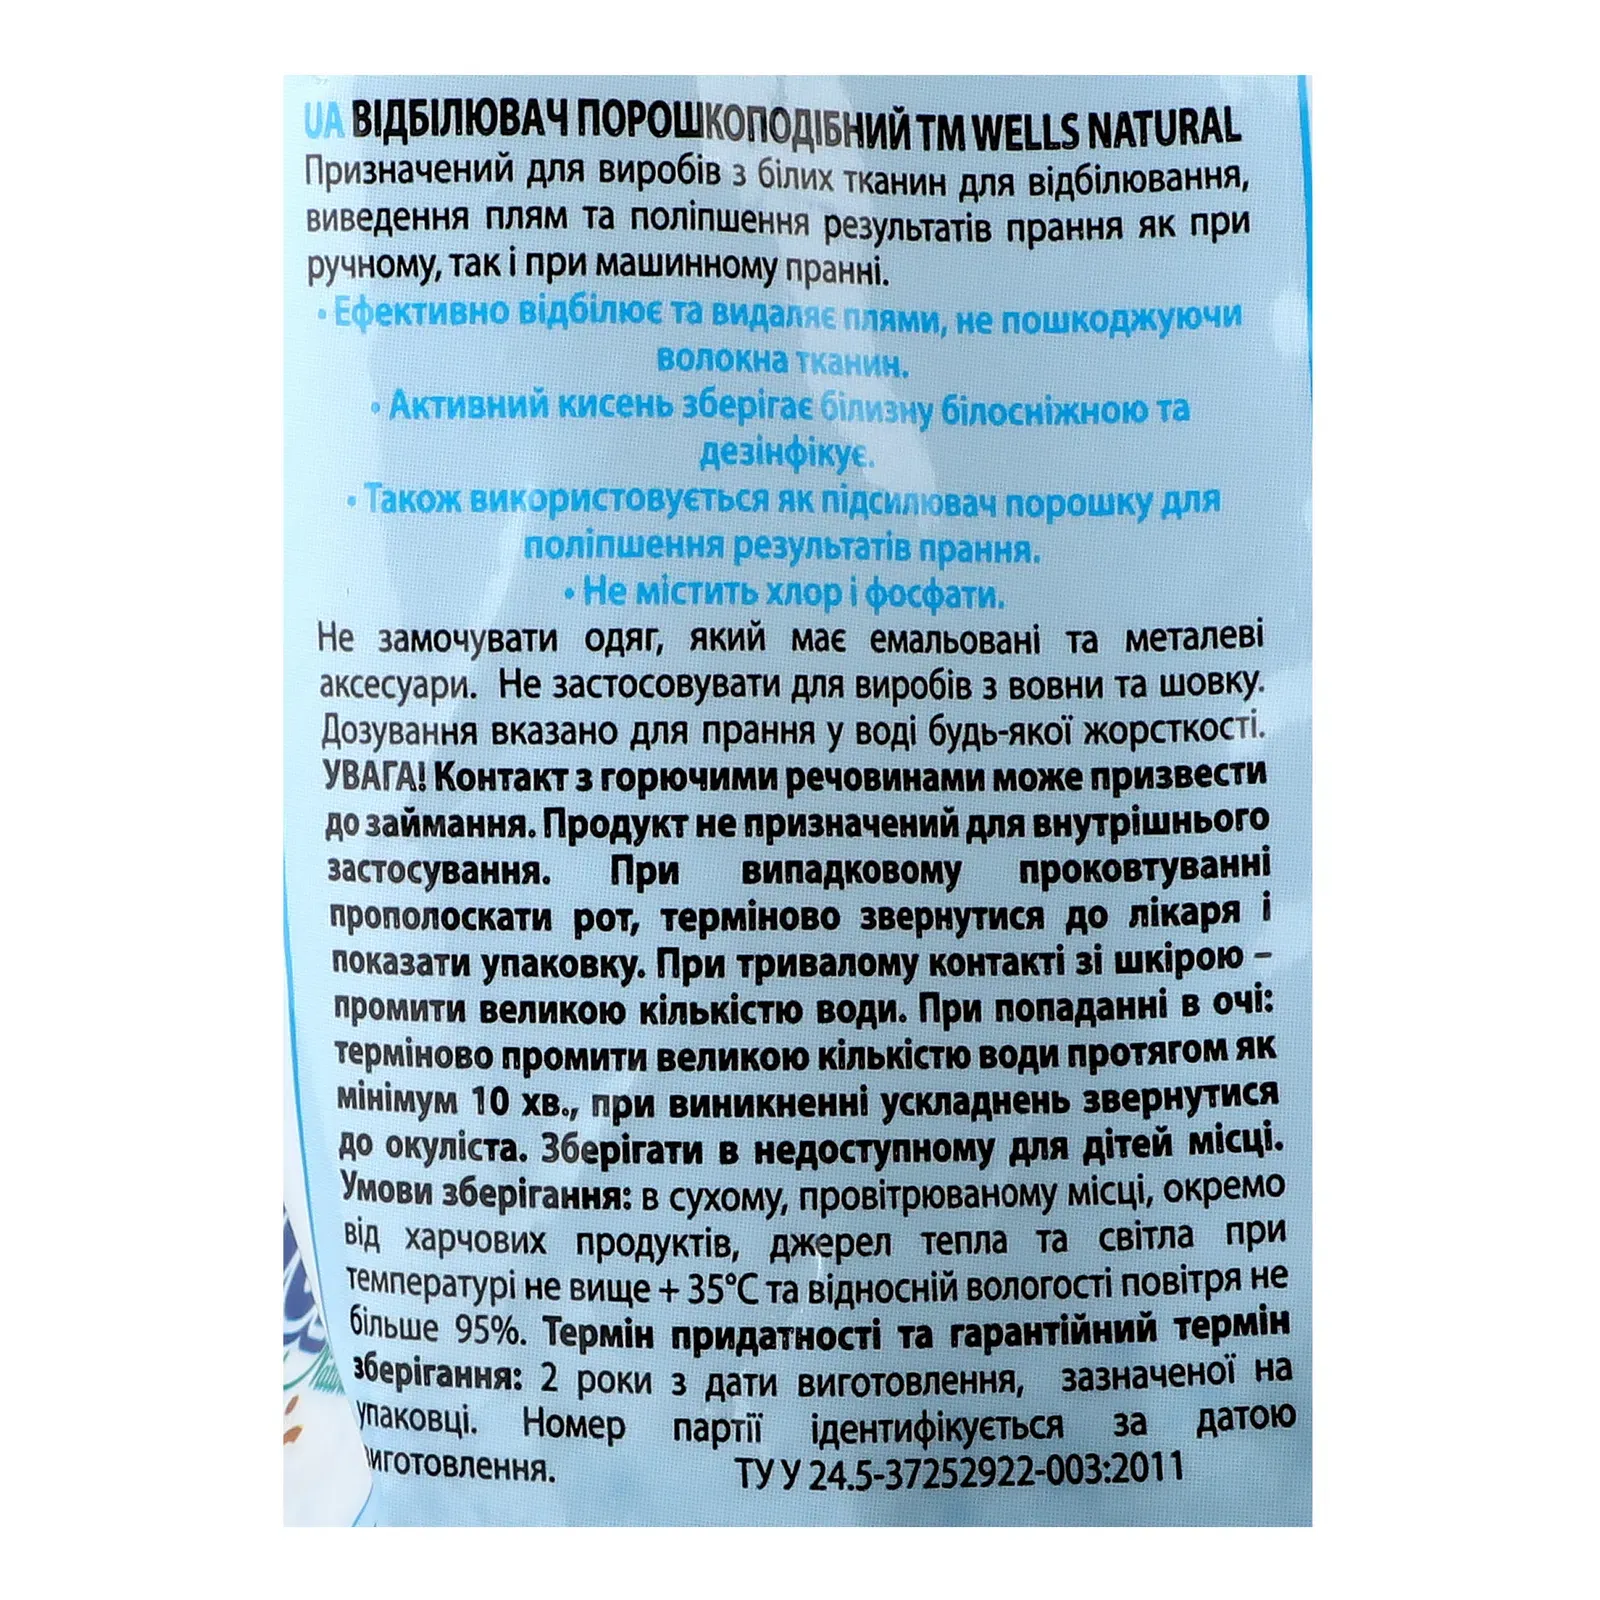 UA ВІДБІЛЮВАЧ ПОРОШКОПОДІБНИЙ ТМ WELLS NATURAL
Призначений для виробів з білих тканин для відбілювання,
виведення плям та поліпшення результатів прання як при
ручному, так і при машинному пранні.
• Ефективно відбілює та видаляє плями, не пошкоджуючи
волокна тканин.
• Активний кисень зберігає білизну білосніжною та
дезінфікує.
• Також використовується як підсилювач порошку для
поліпшення результатів прання.
• Не містить хлор і фосфати.
Не замочувати одяг, який має емальовані та металеві
аксесуари. Не застосовувати для виробів з вовни та шовку.
Дозування вказано для прання у воді будь-якої жорсткості.
УВАГА! Контакт з горючими речовинами може призвести
до займання. Продукт не призначений для внутрішнього
застосування. При випадковому проковтуванні
прополоскати рот, терміново звернутися до лікаря і
показати упаковку. При тривалому контакті зі шкірою –
промити великою кількістю води. При попаданні в очі:
терміново промити великою кількістю води протягом як
мінімум 10 хв., при виникненні ускладнень звернутися
до окуліста. Зберігати в недоступному для дітей місці.
Умови зберігання: в сухому, провітрюваному місці, окремо
від харчових продуктів, джерел тепла та світла при
температурі не вище + 35°С та відносній вологості повітря не
більше 95%. Термін придатності та гарантійний термін
зберігання: 2 роки з дати виготовлення, зазначеної на
упаковці. Номер партії ідентифікується за датою
виготовлення. ТУ У 24.5-37252922-003:2011